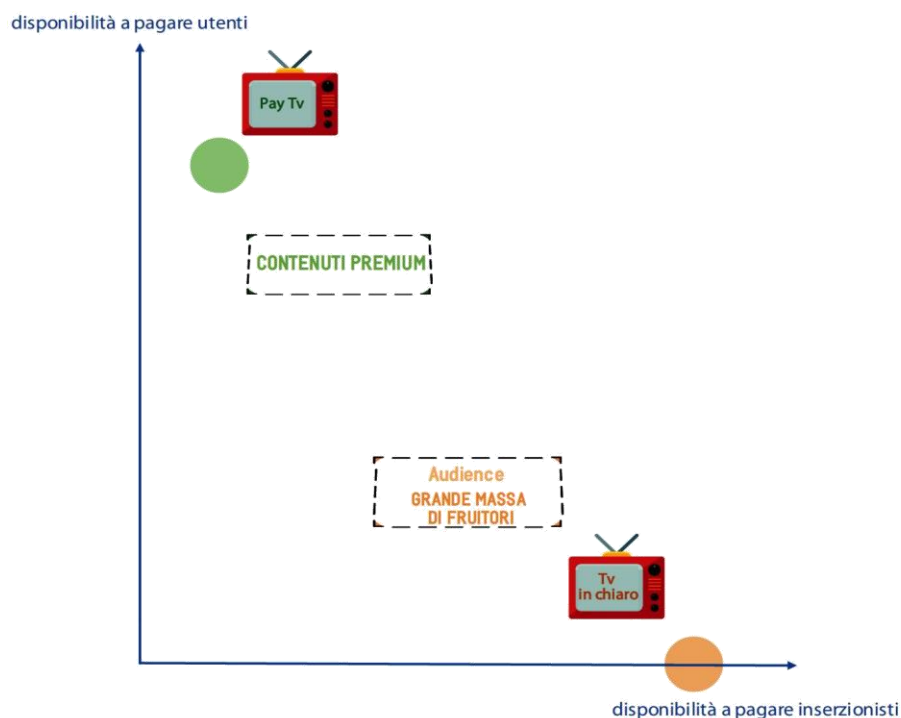 disponibilità a pagare utenti
Pay Tv
CONTENUTI PREMIUM
Audience
GRANDE MASSA
DI FRUITORI
Tv
in chiaro
disponibilità a pagare inserzionisti